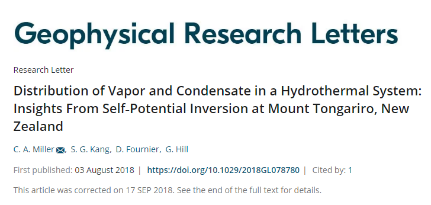 Geophysical Research Letters
Research Letter
Distribution of Vapor and Condensate in a Hydrothermal System:
Insights From Self-Potential Inversion at Mount Tongariro, New
Zealand
C. A. Miller, S. G. Kang, D. Fournier, G. Hill
First published: 03 August 2018 | https://doi.org/10.1029/2018GL078780 | Cited by: 1
This article was corrected on 17 SEP 2018. See the end of the full text for details.